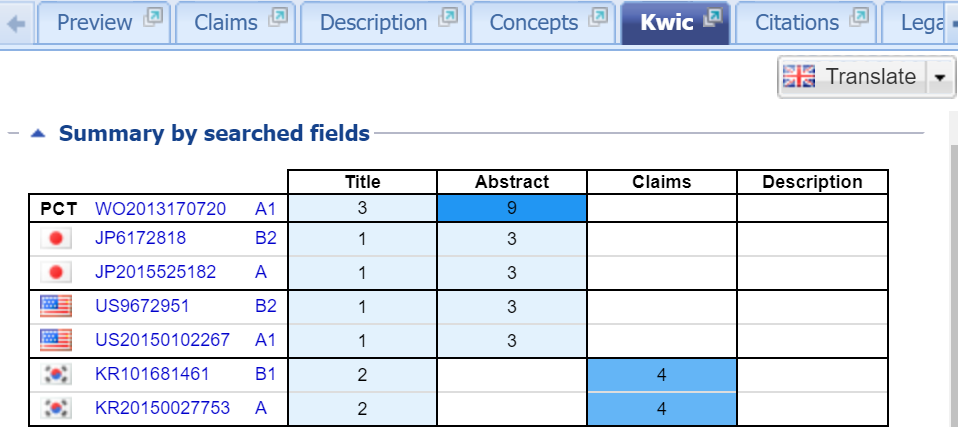 Preview Claims Description Concepts Kwic Citations Lega
Translate
Summary by searched fields
Title Abstract Claims Description
PCT WO2013170720 A1 3 9
JP6172818 B2 1 3
JP2015525182 A 1 3
US9672951 B2 1 3
US20150102267 A1 1 3
KR101681461 B1 2 4
KR20150027753 A 2 4